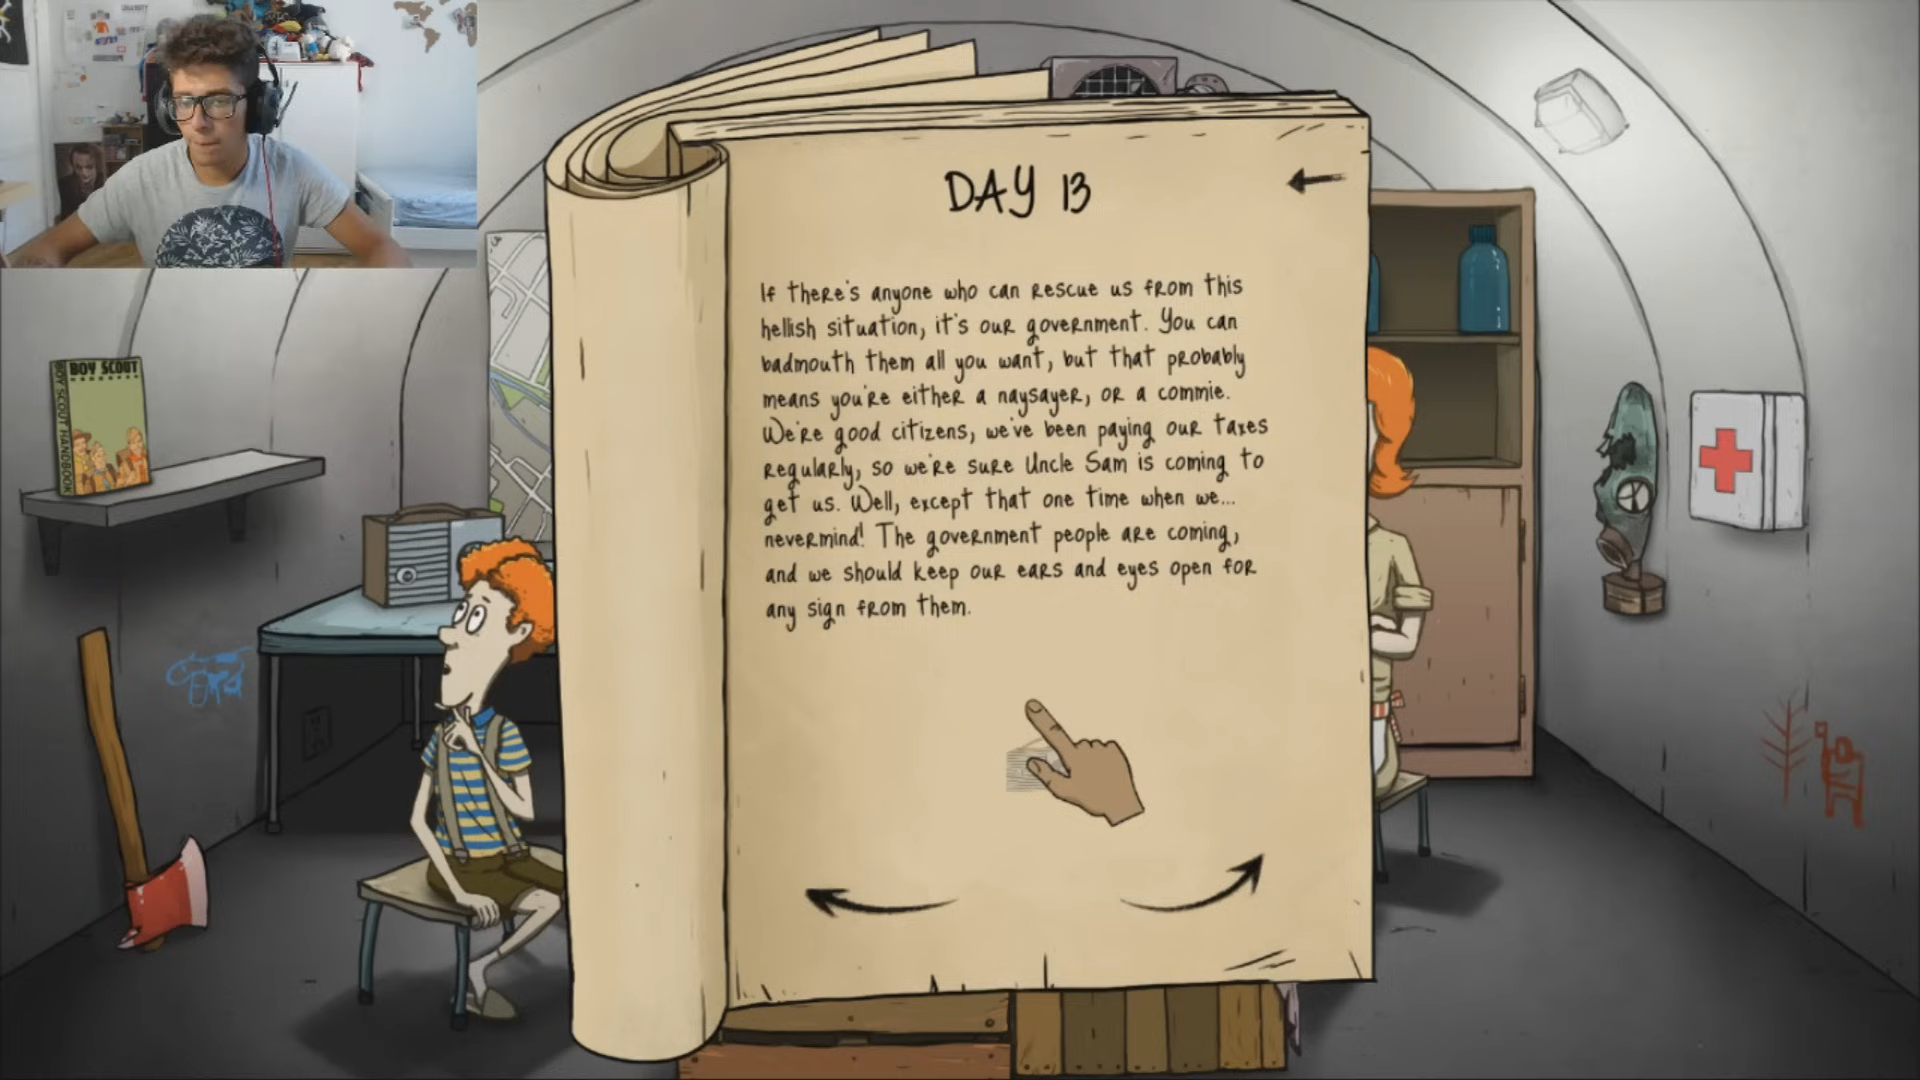 DAY 13
If there's anyone who can rescue us from this
hellish situation, it's our government. You can
badmouth them all you want, but that probably
means you're either a naysayer, or a commie.
We're good citizens, we've been paying our taxes
regularly, so we're sure Uncle Sam is coming to
get us. Well, except that one time when we...
nevermind! The government people are coming,
and we should keep our ears and eyes open for
any sign from them.
BOY SCOUT
BOY SCOUT HANDBOOK